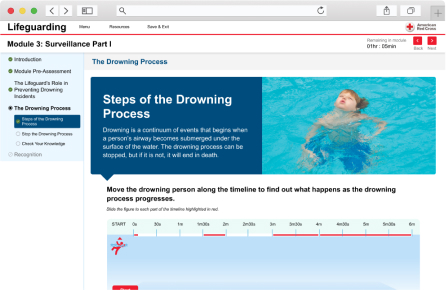 Lifeguarding
Menu
Resources
Save & Exit
American
Red Cross
Module 3: Surveillance Part I
Remaining in module
01hr : 05min
Back
Next
Introduction
Module Pre-Assessment
The Lifeguard's Role in
Preventing Drowning
Incidents
The Drowning Process
Steps of the Drowning
Process
Stop the Drowning Process
Check Your Knowledge
Recognition
The Drowning Process
Steps of the Drowning
Process
Drowning is a continuum of events that begins when
a person's airway becomes submerged under the
surface of the water. The drowning process can be
stopped, but if it is not, it will end in death.
Move the drowning person along the timeline to find out what happens as the drowning
process progresses.
Slide the figure to each part of the timeline highlighted in red.
START 0s 30s 1m 1m30s 2m 2m30s 3m 3m30s 4m 4m30s 5m 5m30s 6m